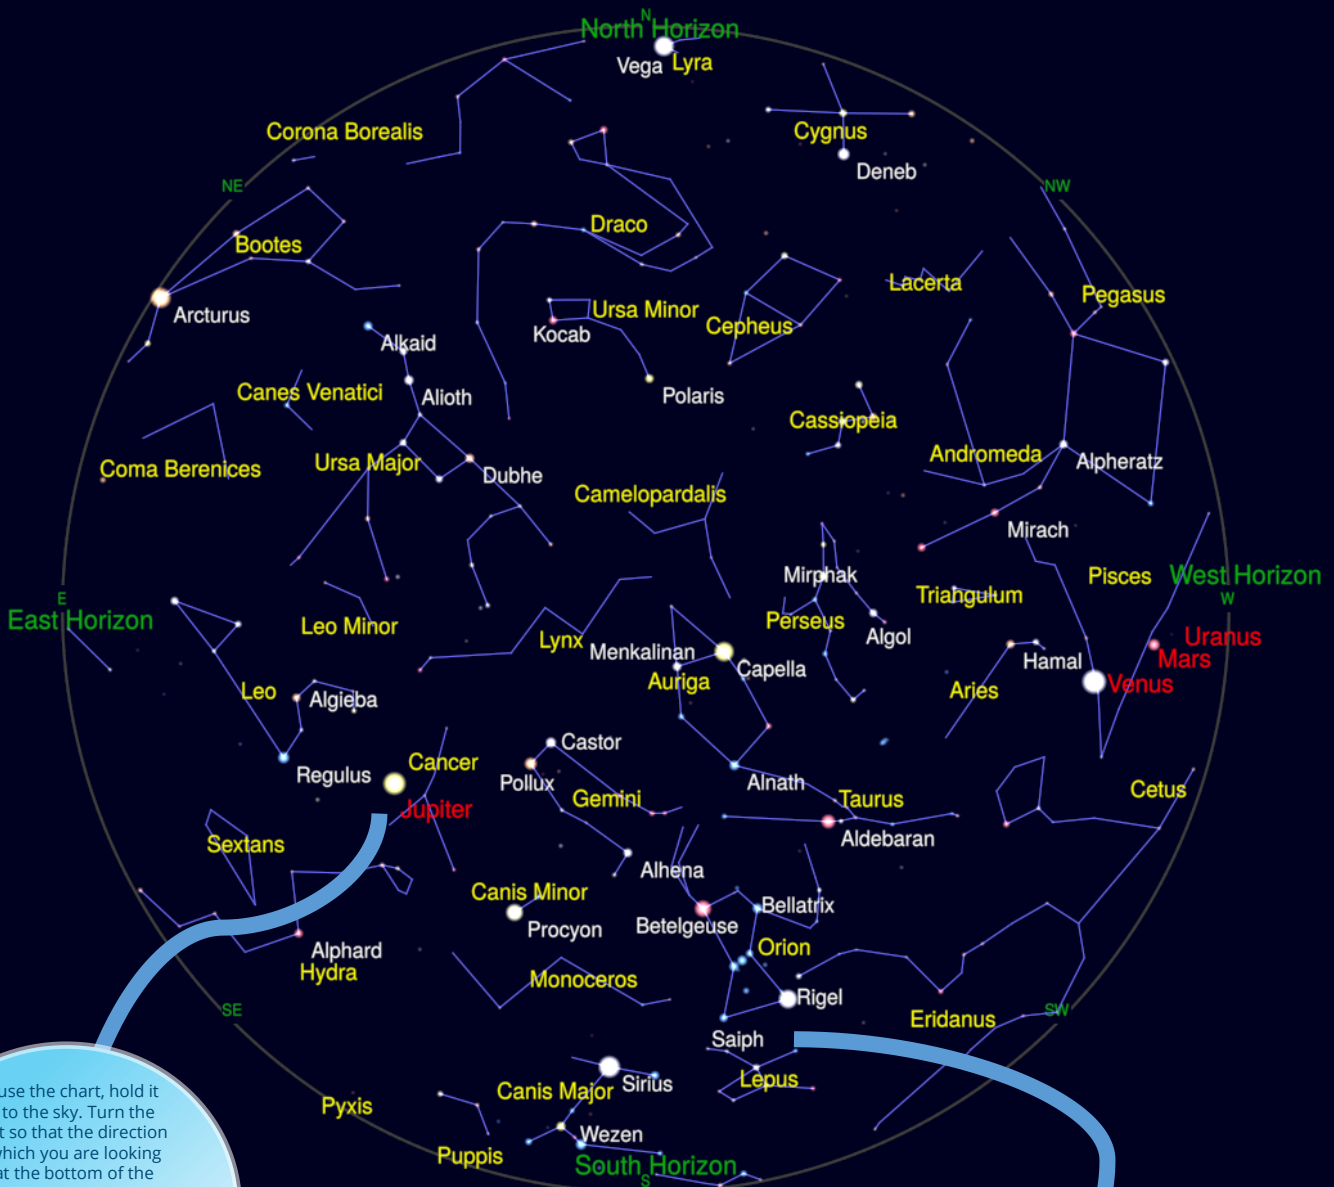 N
North Horizon
Vega
Lyra
Corona Borealis
Cygnus
Deneb
NE
NW
Draco
Bootes
Lacerta
Pegasus
Arcturus
Ursa Minor
Cepheus
Kocab
Alkaid
Canes Venatici
Alioth
Polaris
Cassiopeia
Andromeda
Alpheratz
Coma Berenices
Ursa Major
Dubhe
Camelopardalis
Mirach
Mirphak
Pisces
West Horizon
W
E
East Horizon
Triangulum
Perseus
Algol
Leo Minor
Lynx
Menkalinan
Capella
Auriga
Hamal
Uranus
Mars
Venus
Aries
Leo
Algieba
Castor
Cancer
Regulus
Pollux
Gemini
Alnath
Taurus
Cetus
Jupiter
Aldebaran
Sextans
Alhena
Canis Minor
Procyon
Bellatrix
Betelgeuse
Alphard
Hydra
Orion
Monoceros
Rigel
SE
SW
Eridanus
Saiph
Sirius
Lepus
Canis Major
Pyxis
Wezen
Puppis
South Horizon
S
use the chart, hold it
to the sky. Turn the
t so that the direction
which you are looking
at the bottom of the